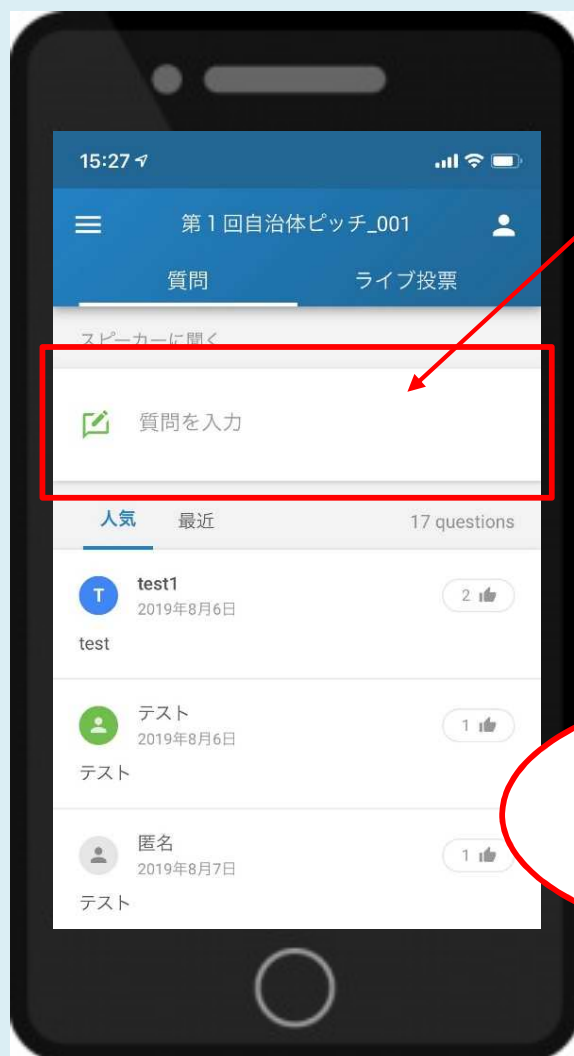 15:27
第1回自治体ピッチ_001
質問 ライブ投票
スピーカーに聞く
質問を入力
人気 最近 17 questions
T test1
2019年8月6日
2
test
テスト
2019年8月6日
1
テスト
匿名
2019年8月7日
1
テスト